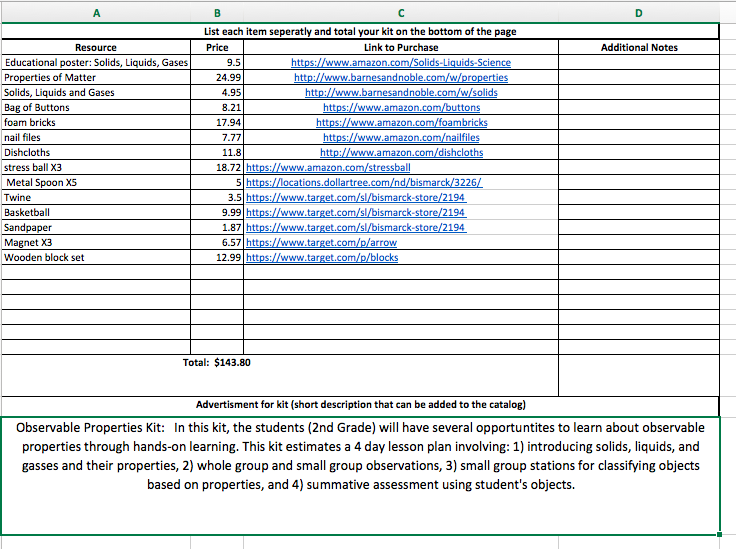 A B C D
List each item seperatly and total your kit on the bottom of the page
Resource Price Link to Purchase Additional Notes
Educational poster: Solids, Liquids, Gases 9.5 https://www.amazon.com/Solids-Liquids-Science
Properties of Matter 24.99 http://www.barnesandnoble.com/w/properties
Solids, Liquids and Gases 4.95 http://www.barnesandnoble.com/w/solids
Bag of Buttons 8.21 https://www.amazon.com/buttons
foam bricks 17.94 https://www.amazon.com/foambricks
nail files 7.77 https://www.amazon.com/nailfiles
Dishcloths 11.8 http://www.amazon.com/dishcloths
stress ball X3 18.72 https://www.amazon.com/stressball
Metal Spoon X5 5 https://locations.dollartree.com/nd/bismarck/3226/
Twine 3.5 https://www.target.com/sl/bismarck-store/2194
Basketball 9.99 https://www.target.com/sl/bismarck-store/2194
Sandpaper 1.87 https://www.target.com/sl/bismarck-store/2194
Magnet X3 6.57 https://www.target.com/p/arrow
Wooden block set 12.99 https://www.target.com/p/blocks
Total: $143.80
Advertisment for kit (short description that can be added to the catalog)
Observable Properties Kit: In this kit, the students (2nd Grade) will have several opportuntites to learn about observable
properties through hands-on learning. This kit estimates a 4 day lesson plan involving: 1) introducing solids, liquids, and
gasses and their properties, 2) whole group and small group observations, 3) small group stations for classifying objects
based on properties, and 4) summative assessment using student's objects.